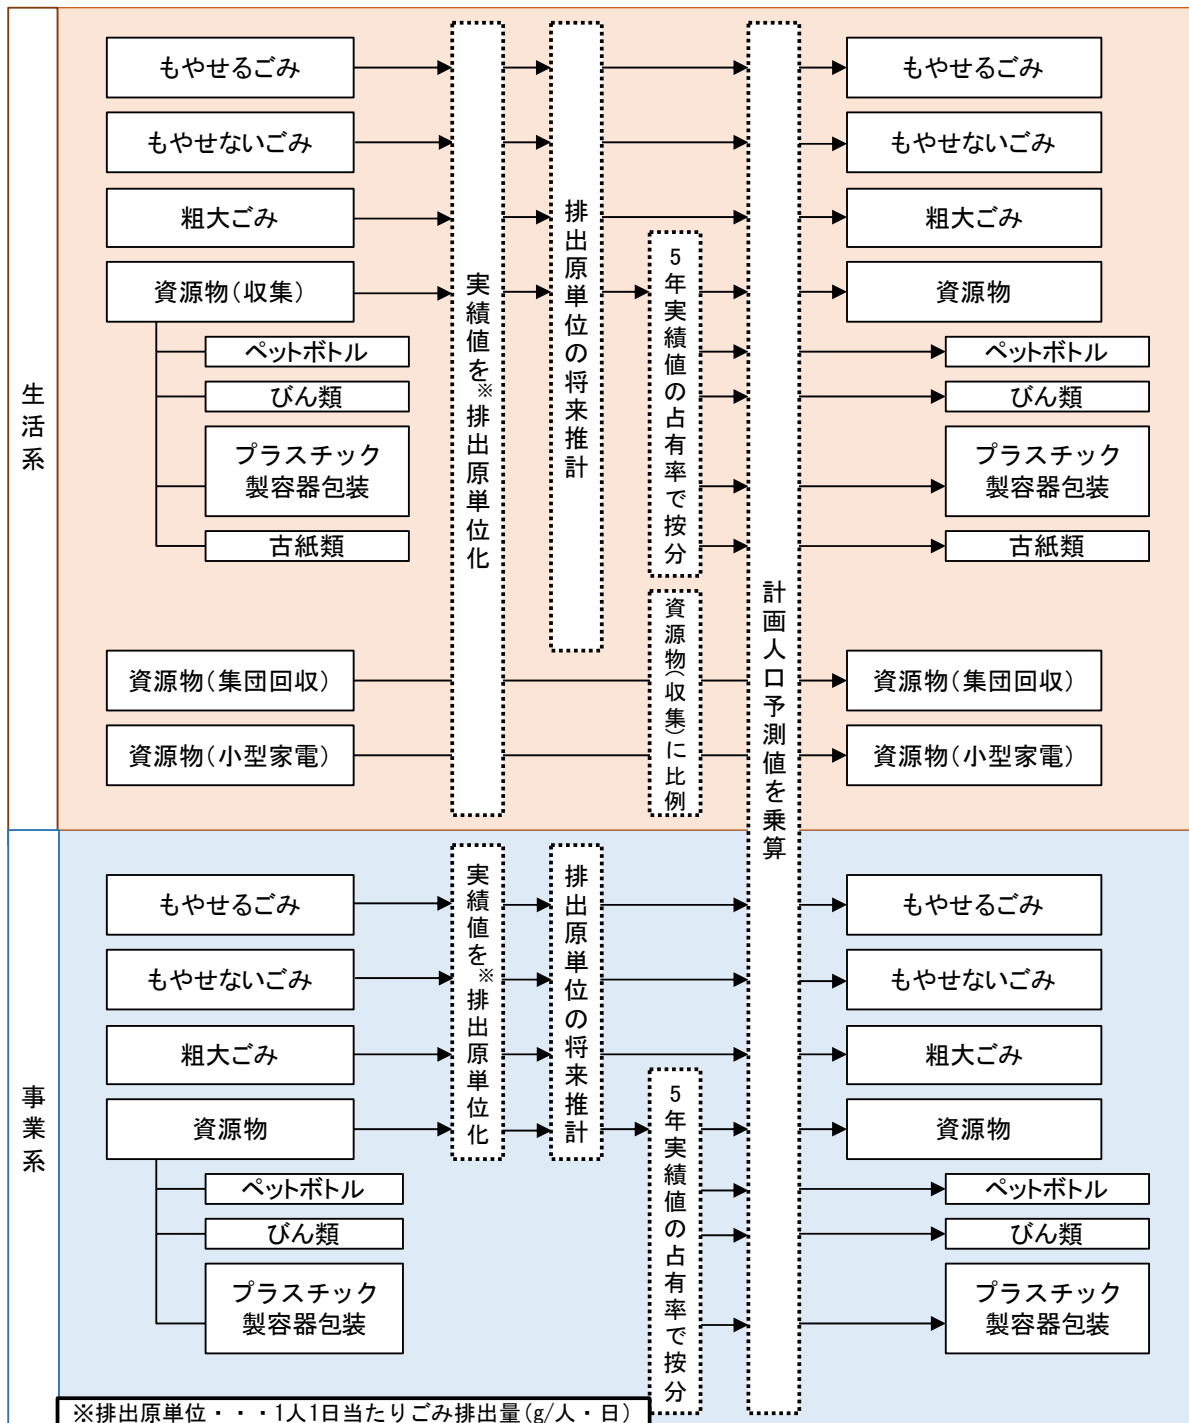 生活系
もやせるごみ
もやせないごみ
粗大ごみ
資源物(収集)
ペットボトル
びん類
プラスチック
製容器包装
古紙類
資源物(集団回収)
資源物(小型家電)
実績値を※排出原単位化
排出原単位の将来推計
5年実績値の占有率で按分
資源物(収集)に比例
計画人口予測値を乗算
もやせるごみ
もやせないごみ
粗大ごみ
資源物
ペットボトル
びん類
プラスチック
製容器包装
古紙類
資源物(集団回収)
資源物(小型家電)
事業系
もやせるごみ
もやせないごみ
粗大ごみ
資源物
ペットボトル
びん類
プラスチック
製容器包装
実績値を※排出原単位化
排出原単位の将来推計
5年実績値の占有率で按分
もやせるごみ
もやせないごみ
粗大ごみ
資源物
ペットボトル
びん類
プラスチック
製容器包装
※排出原単位・・・1人1日当たりごみ排出量(g/人・日)